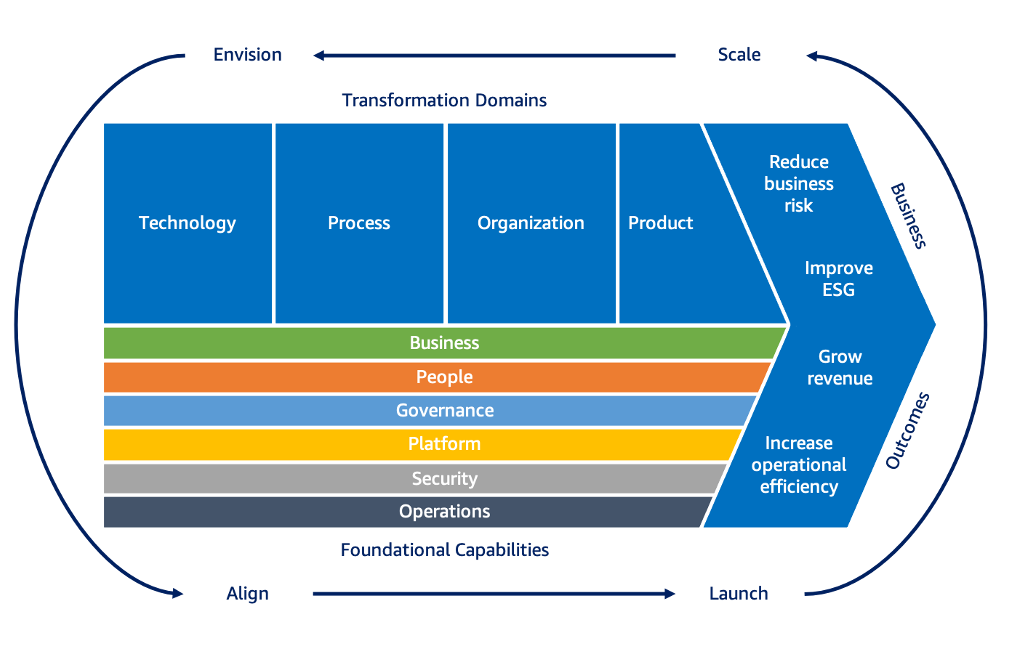 Envision
Scale
Transformation Domains
Technology
Process
Organization
Product
Reduce
business
risk
Improve
ESG
Grow
revenue
Increase
operational
efficiency
Business
Outcomes
Business
People
Governance
Platform
Security
Operations
Foundational Capabilities
Align
Launch